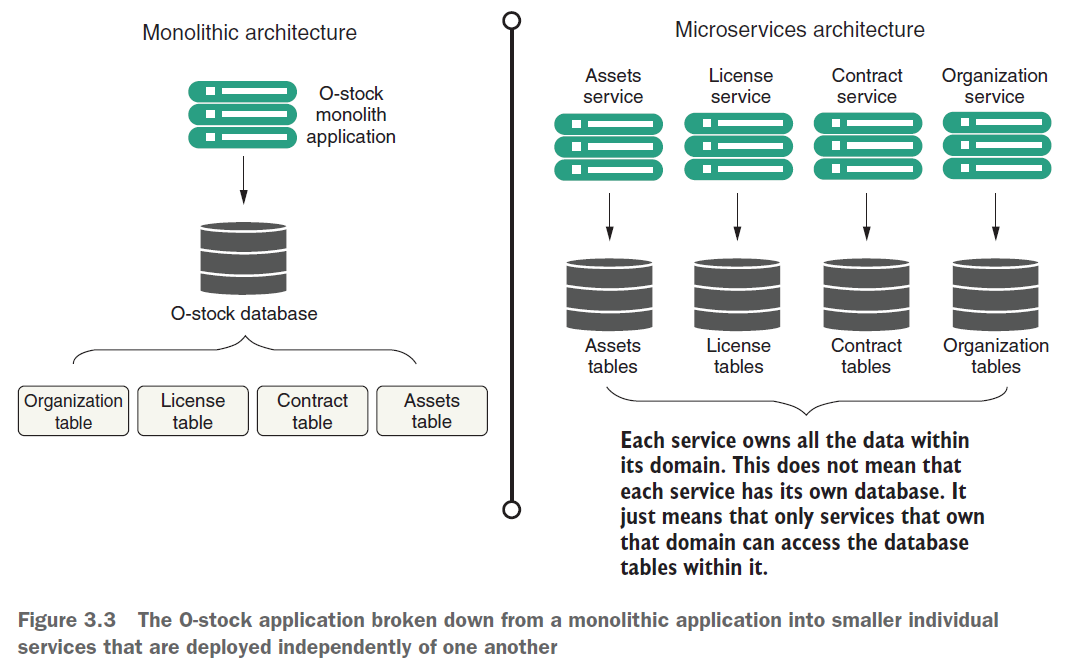 Monolithic architecture
O-stock
monolith
application
O-stock database
Organization
table
License
table
Contract
table
Assets
table
Microservices architecture
Assets
service
License
service
Contract
service
Organization
service
Assets
tables
License
tables
Contract
tables
Organization
tables
Each service owns all the data within
its domain. This does not mean that
each service has its own database. It
just means that only services that own
that domain can access the database
tables within it.
Figure 3.3 The O-stock application broken down from a monolithic application into smaller individual
services that are deployed independently of one another